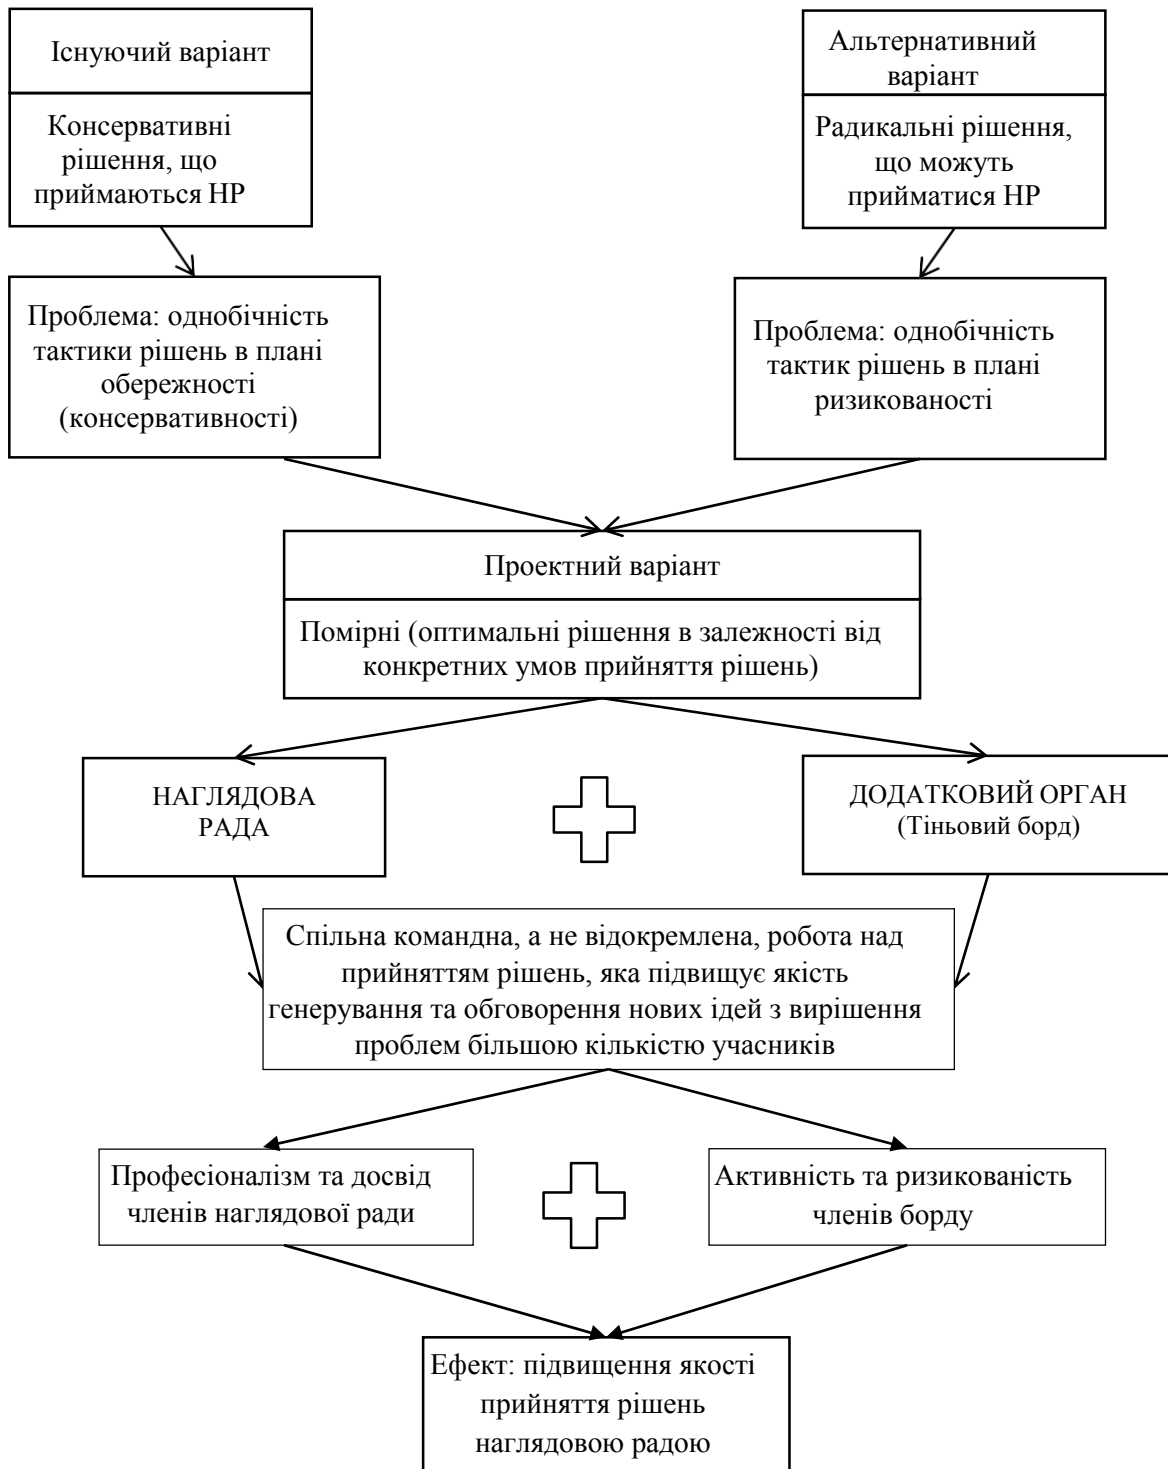 Існуючий варіант
Консервативні
рішення, що
приймаються НР
Альтернативний
варіант
Радикальні рішення,
що можуть
прийматися НР
Проблема: однобічність
тактики рішень в плані
обережності
(консервативності)
Проблема: однобічність
тактик рішень в плані
ризикованості
Проектний варіант
Помірні (оптимальні рішення в залежності від
конкретних умов прийняття рішень)
НАГЛЯДОВА
РАДА
ДОДАТКОВИЙ ОРГАН
(Тіньовий борд)
Спільна командна, а не відокремлена, робота над
прийняттям рішень, яка підвищує якість
генерування та обговорення нових ідей з вирішення
проблем більшою кількістю учасників
Професіоналізм та досвід
членів наглядової ради
Активність та ризикованість
членів борду
Ефект: підвищення якості
прийняття рішень
наглядовою радою